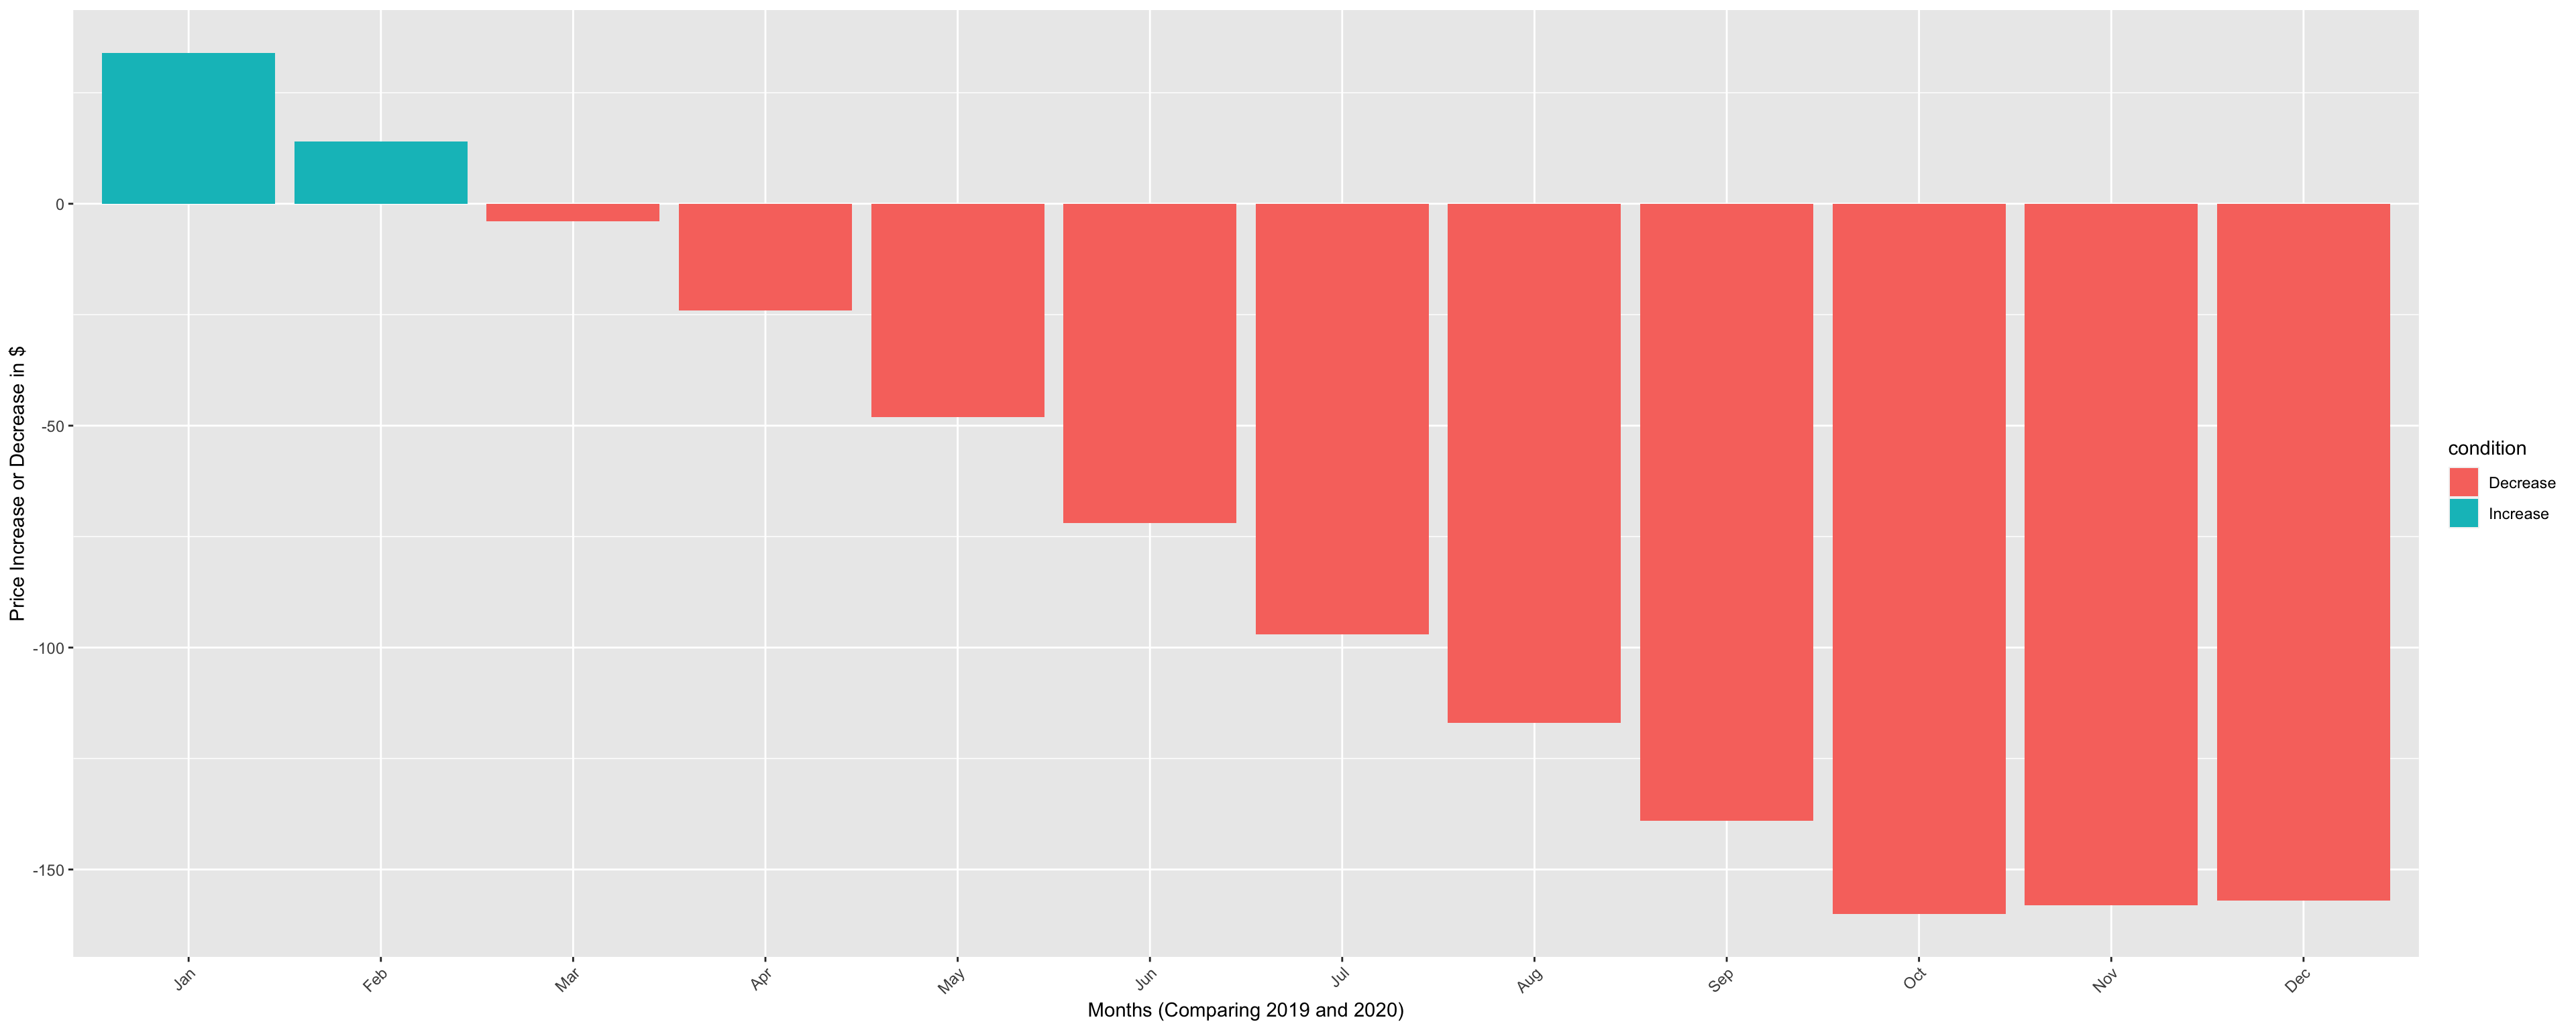 0
-50
-100
-150
Price Increase or Decrease in $
Jan
Feb
Mar
Apr
May
Jun
Jul
Aug
Sep
Oct
Nov
Dec
Months (Comparing 2019 and 2020)
condition
Decrease
Increase